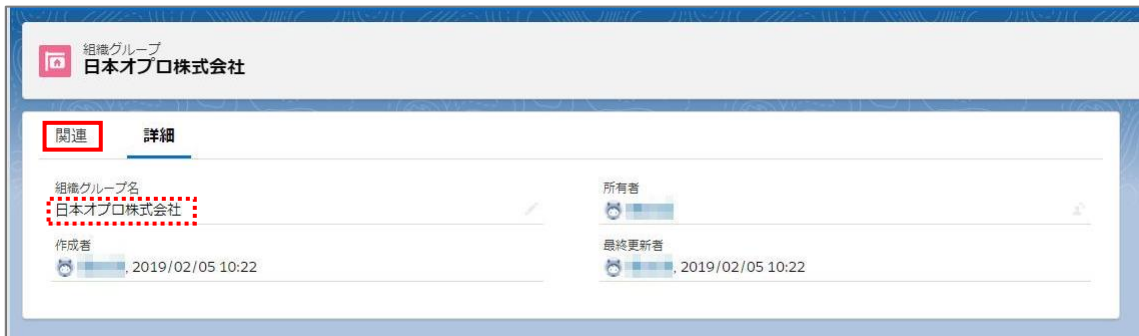 組織グループ
日本オプロ株式会社
関連 詳細
組織グループ名 所有者
日本オプロ株式会社
作成者 最終更新者
, 2019/02/05 10:22 , 2019/02/05 10:22